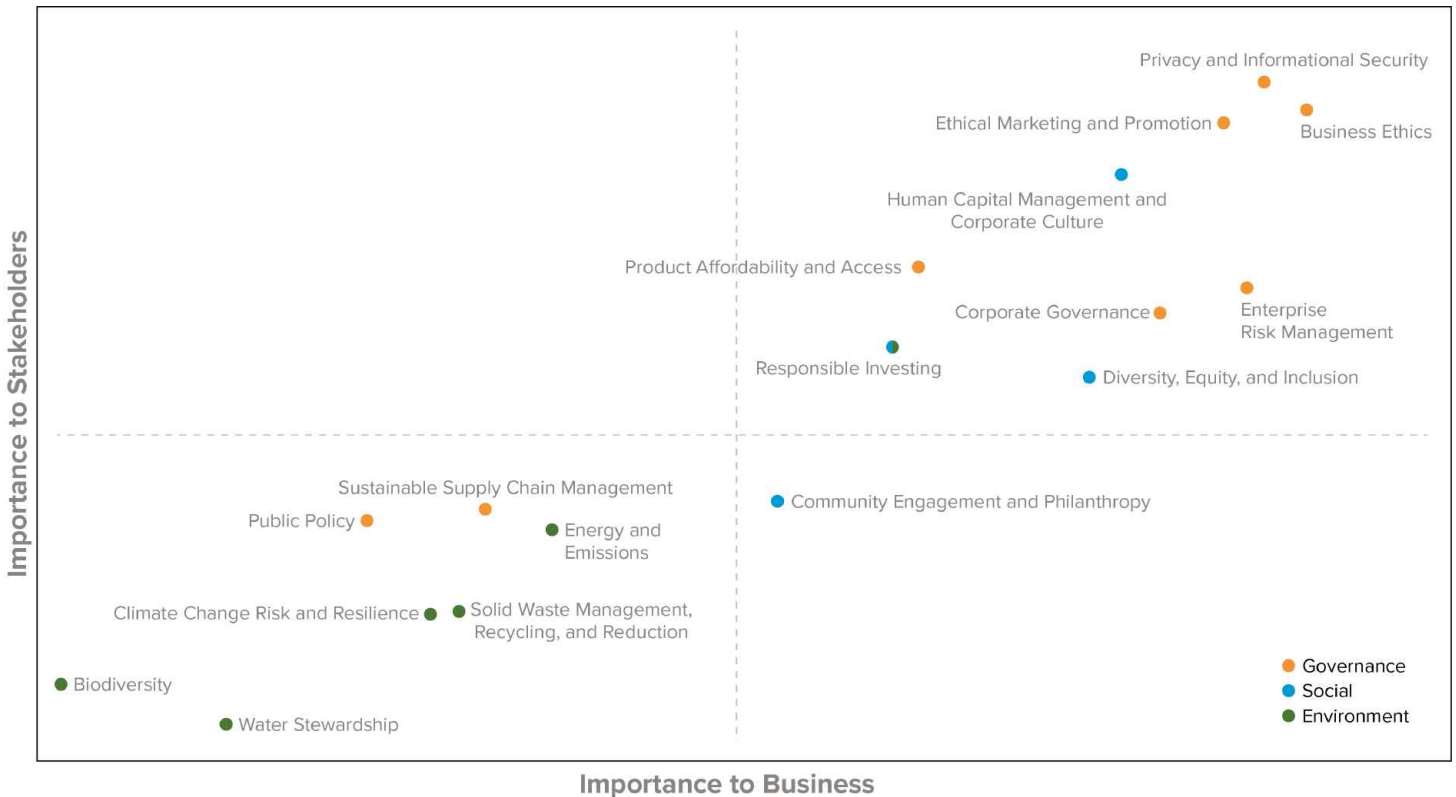 Privacy and Informational Security
Ethical Marketing and Promotion
Business Ethics
Human Capital Management and
Corporate Culture
Product Affordability and Access
Corporate Governance
Enterprise
Risk Management
Responsible Investing
Diversity, Equity, and Inclusion
Importance to Stakeholders
Sustainable Supply Chain Management
Public Policy
Energy and
Emissions
Community Engagement and Philanthropy
Climate Change Risk and Resilience
Solid Waste Management,
Recycling, and Reduction
Biodiversity
Water Stewardship
Governance
Social
Environment
Importance to Business